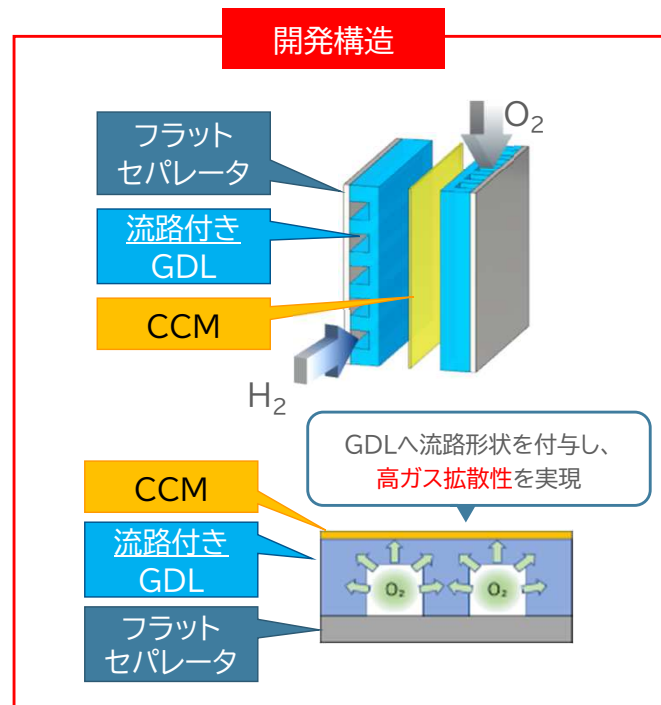 開発構造
O₂
フラット
セパレータ
流路付き
GDL
CCM
H₂
GDLへ流路形状を付与し、
高ガス拡散性を実現
CCM
流路付き
GDL
フラット
セパレータ
O₂
O₂